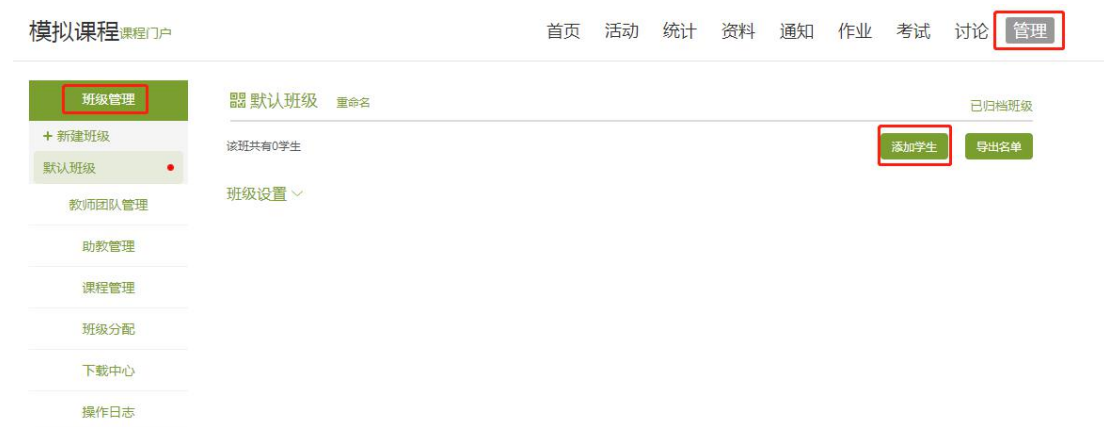 模拟课程课程门户 首页 活动 统计 资料 通知 作业 考试 讨论 管理
班级管理
+ 新建班级
默认班级
教师团队管理
助教管理
课程管理
班级分配
下载中心
操作日志
默认班级 重命名
已归档班级
该班共有0学生 添加学生 导出名单
班级设置